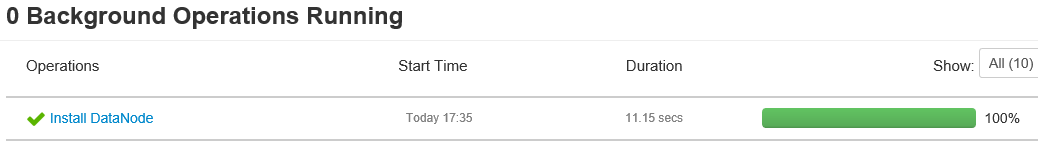 0 Background Operations Running
Operations Start Time Duration Show: All (10)
Install DataNode Today 17:35 11.15 secs 100%